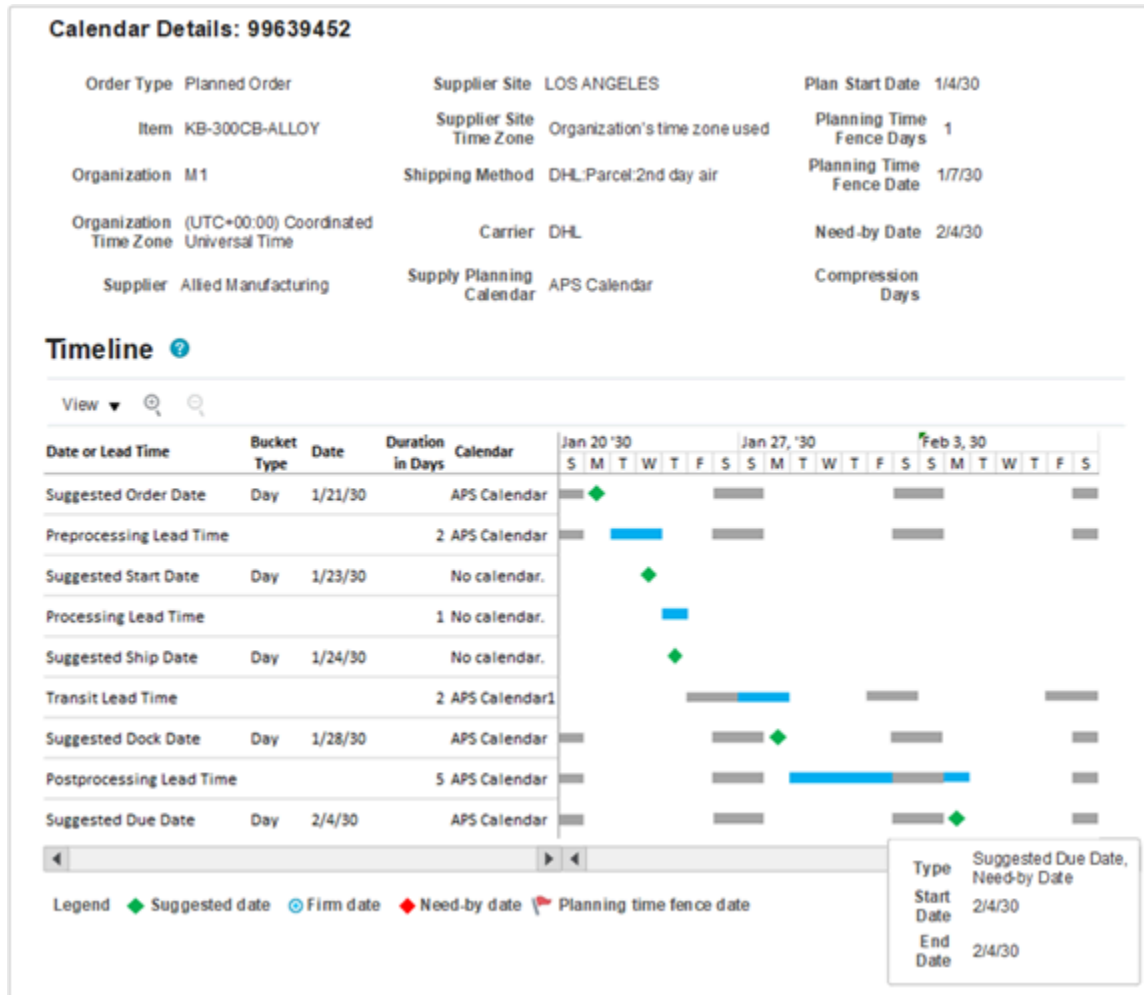 Calendar Details: 99639452
Order Type Planned Order Supplier Site LOS ANGELES Plan Start Date 1/4/30
Item KB-300CB-ALLOY Supplier Site Time Zone Organization's time zone used Planning Time Fence Days 1
Organization M1 Shipping Method DHL:Parcel:2nd day air Planning Time Fence Date 1/7/30
Organization Time Zone (UTC+00:00) Coordinated Universal Time Carrier DHL Need-by Date 2/4/30
Supplier Allied Manufacturing Supply Planning Calendar APS Calendar Compression Days
Timeline ?
View
Date or Lead Time Bucket Type Date Duration in Days Calendar Jan 20 '30 Jan 27, '30 Feb 3, 30
S M T W T F S S M T W T F S S M T W T F S
Suggested Order Date Day 1/21/30 APS Calendar
Preprocessing Lead Time 2 APS Calendar
Suggested Start Date Day 1/23/30 No calendar.
Processing Lead Time 1 No calendar.
Suggested Ship Date Day 1/24/30 No calendar.
Transit Lead Time 2 APS Calendar1
Suggested Dock Date Day 1/28/30 APS Calendar
Postprocessing Lead Time 5 APS Calendar
Suggested Due Date Day 2/4/30 APS Calendar
Legend Suggested date Firm date Need-by date Planning time fence date
Type Suggested Due Date, Need-by Date
Start Date 2/4/30
End Date 2/4/30